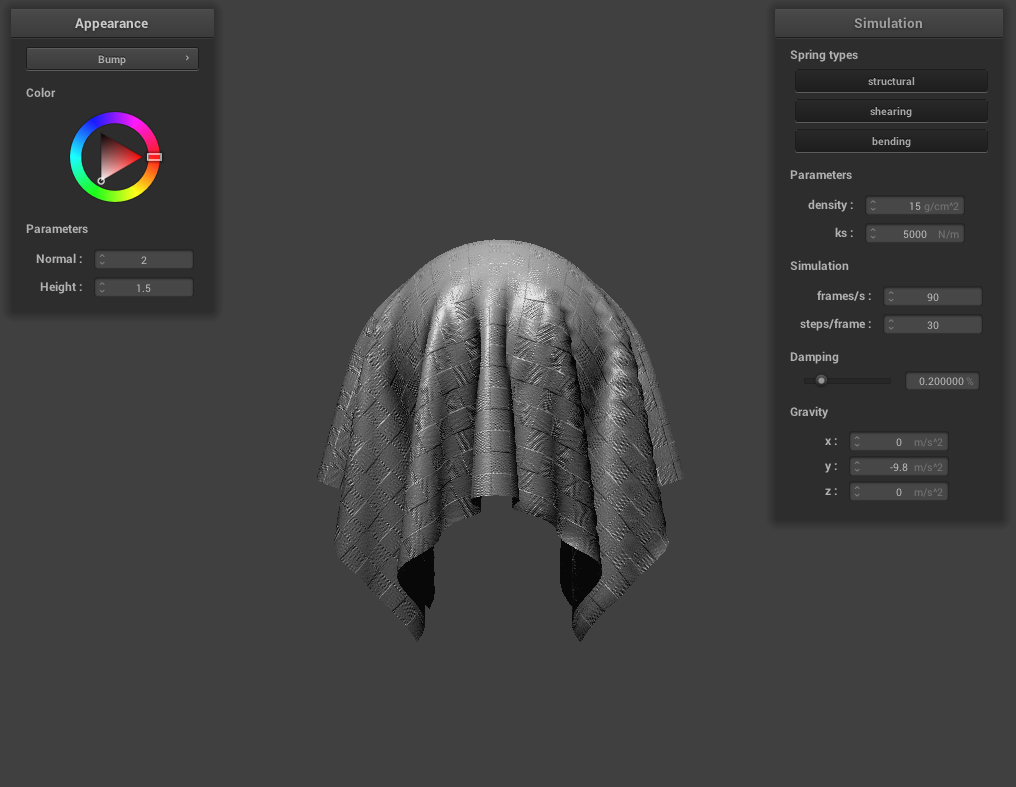 Appearance
Bump
Color
Parameters
Normal : 2
Height : 1.5
Simulation
Spring types
structural
shearing
bending
Parameters
density : 15 g/cm^2
ks : 5000 N/m
Simulation
frames/s : 90
steps/frame : 30
Damping
0.200000 %
Gravity
x : 0 m/s^2
y : -9.8 m/s^2
z : 0 m/s^2